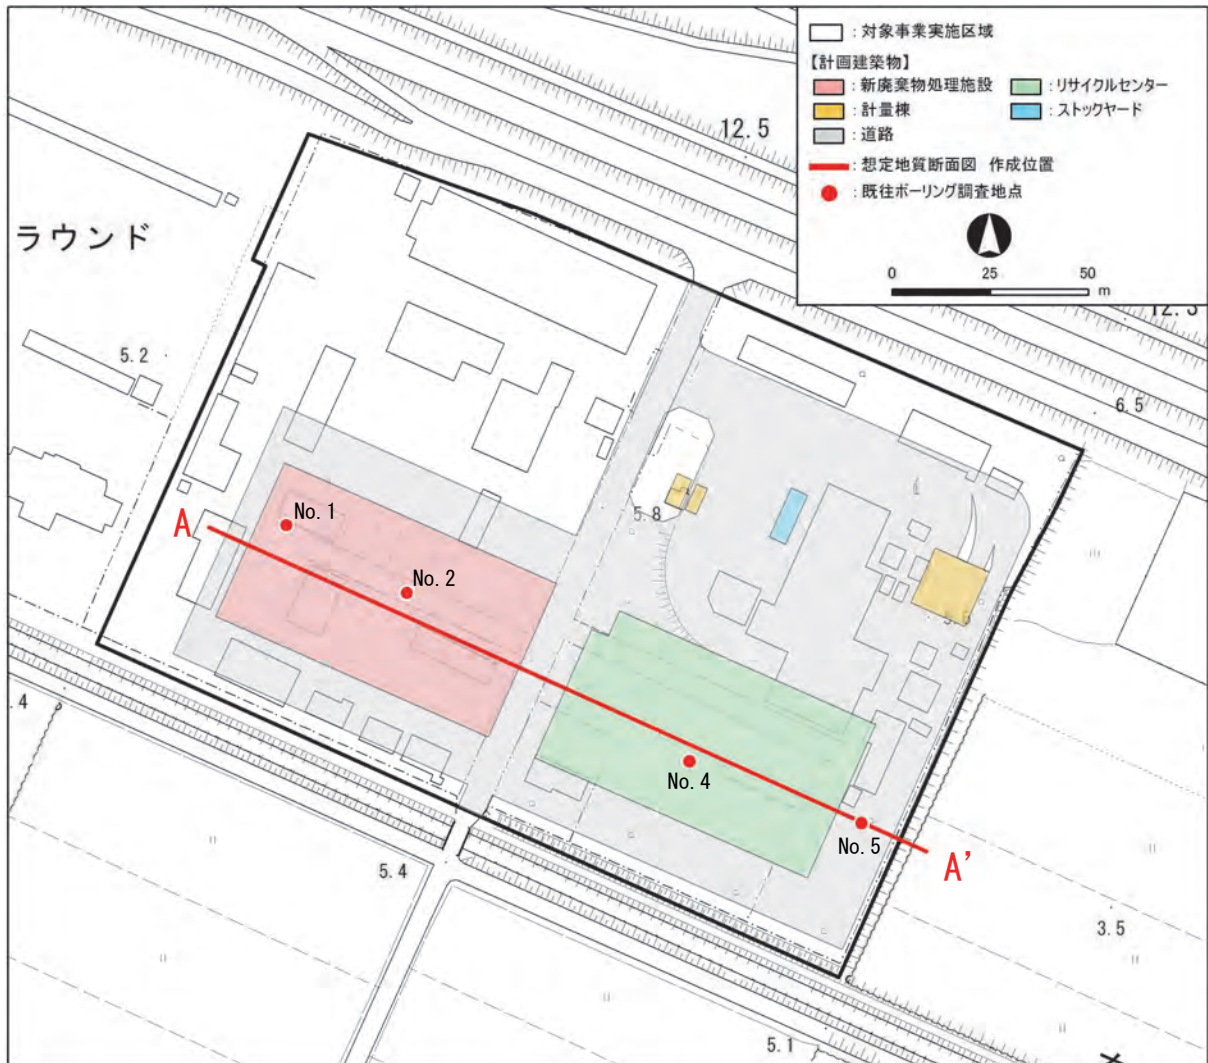 ：対象事業実施区域
【計画建築物】
：新廃棄物処理施設
：リサイクルセンター
：計量棟
：ストックヤード
：道路
：想定地質断面図 作成位置
：既往ボーリング調査地点
0 25 50
m
12.5
ラウンド
5.2
6.5
No.1
A
5.8
No.2
No.4
No.5
A’
5.4
3.5
5.1